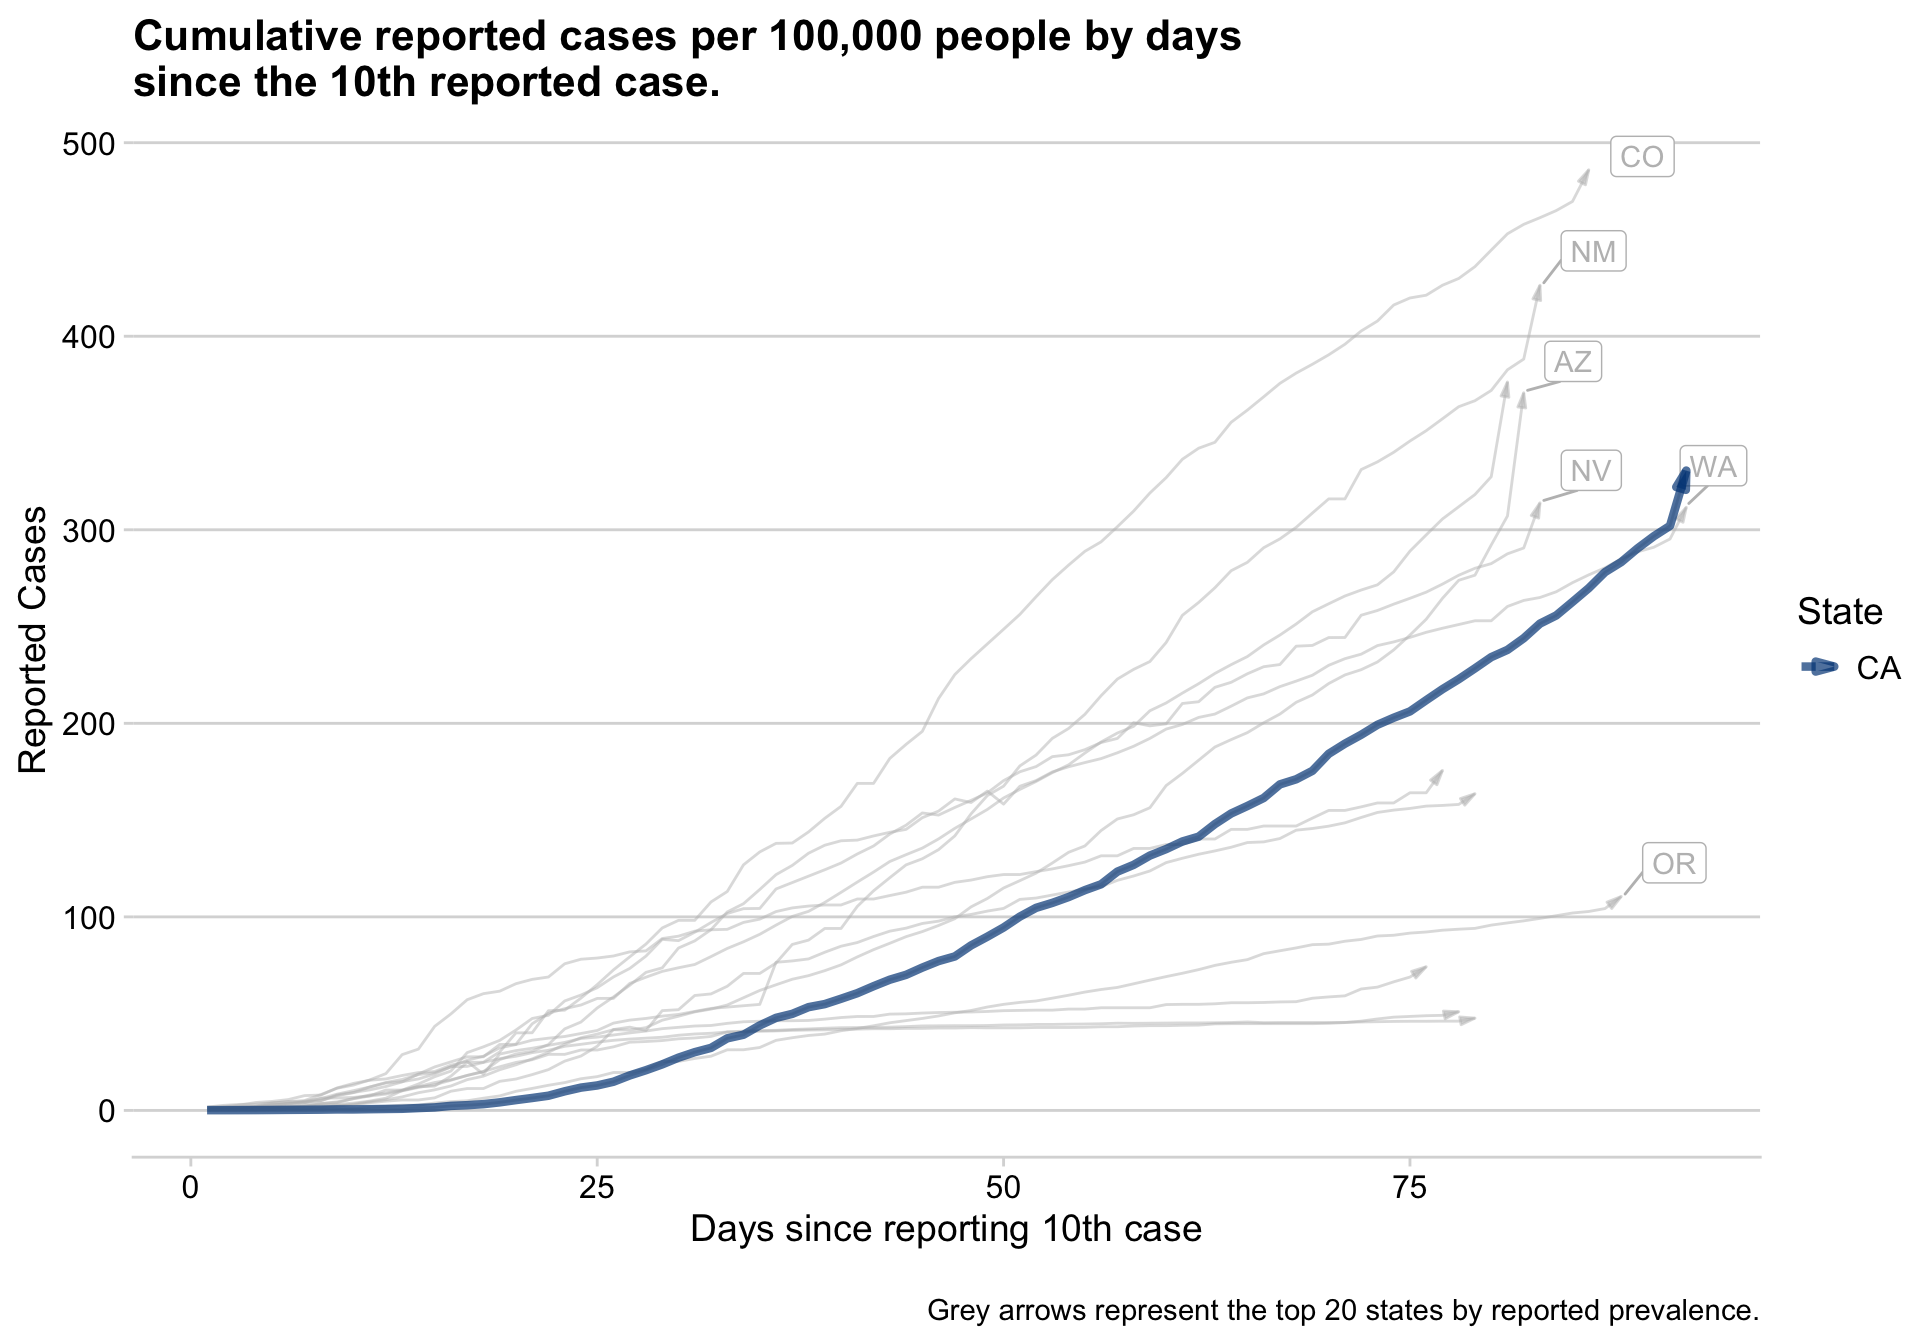 Cumulative reported cases per 100,000 people by days
since the 10th reported case.
500
400
300
200
100
0
Reported Cases
CO
NM
AZ
NV
WA
OR
State
CA
0
25
50
75
Days since reporting 10th case
Grey arrows represent the top 20 states by reported prevalence.